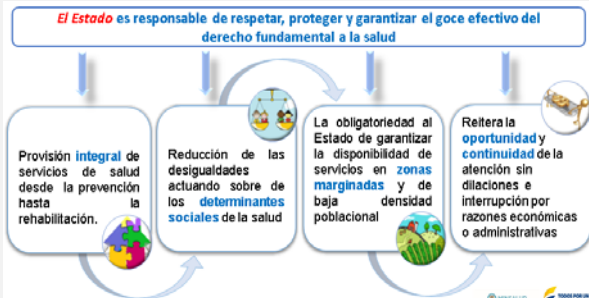 El Estado es responsable de respetar, proteger y garantizar el goce efectivo del
derecho fundamental a la salud
Provisión integral de
servicios de salud
desde la prevención
hasta la
rehabilitación.
Reducción de las
desigualdades
actuando sobre de
los determinantes
sociales de la salud
La obligatoriedad al
Estado de garantizar
la disponibilidad de
servicios en zonas
marginadas y de
baja densidad
poblacional
Reitera la
oportunidad y
continuidad de la
atención sin
dilaciones e
interrupción por
razones económicas
o administrativas